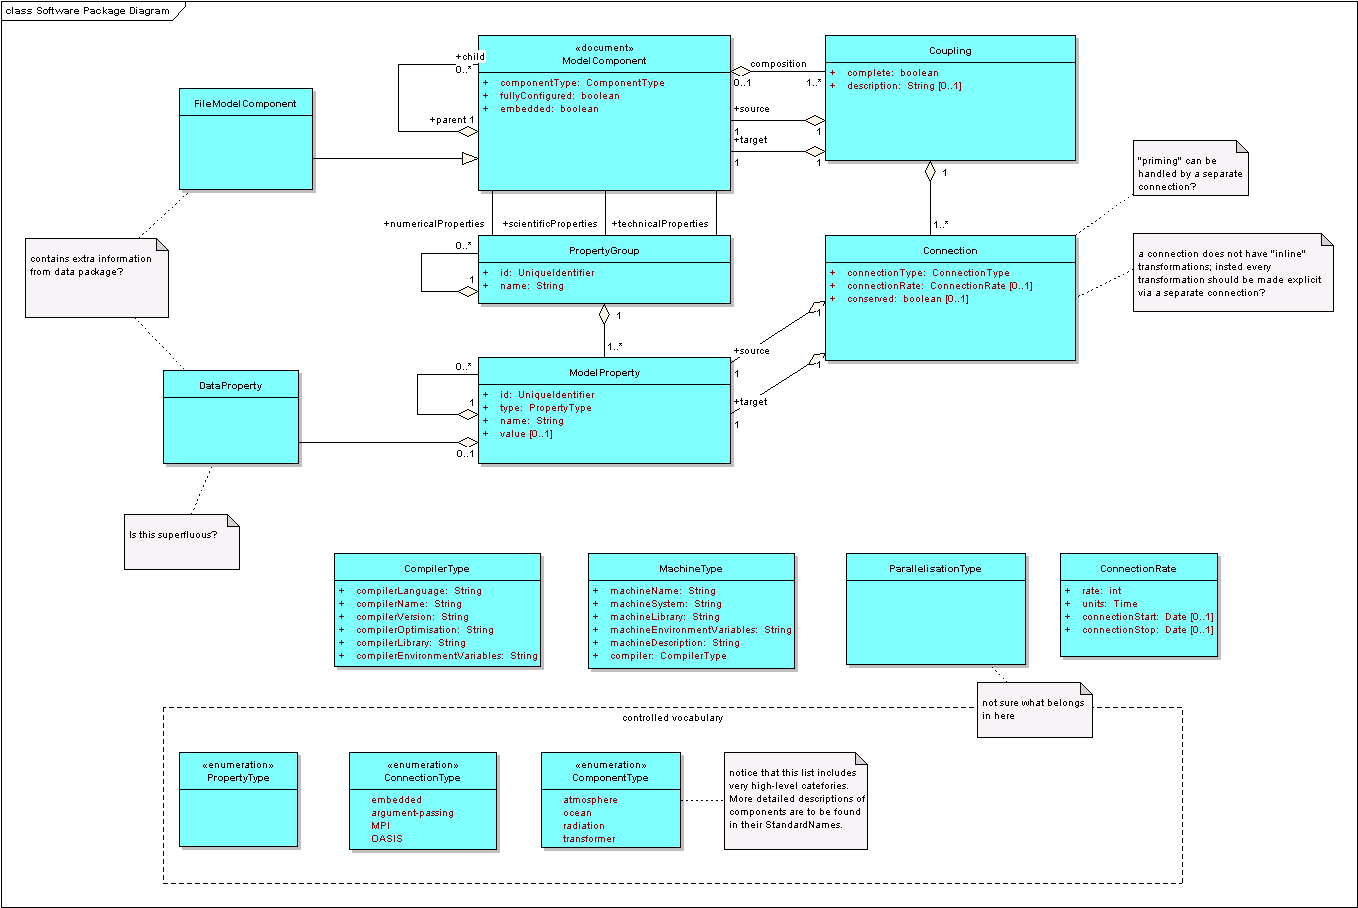 class Software Package Diagram
«document»
ModelComponent
+ componentType: ComponentType
+ fullyConfigured: boolean
+ embedded: boolean
+child
0..*
+parent 1
composition
0..1
1..*
+source
1
1
+target
1
1
Coupling
+ complete: boolean
+ description: String [0..1]
FileModelComponent
1
1..*
"priming" can be
handled by a separate
connection?
contains extra information
from data package?
+numericalProperties
+scientificProperties
+technicalProperties
PropertyGroup
+ id: UniqueIdentifier
+ name: String
0..*
1
1
1..*
Connection
+ connectionType: ConnectionType
+ connectionRate: ConnectionRate [0..1]
+ conserved: boolean [0..1]
a connection does not have "inline"
transformations; insted every
transformation should be made explicit
via a separate connection?
+source
1
1
+target
1
1
ModelProperty
+ id: UniqueIdentifier
+ type: PropertyType
+ name: String
+ value [0..1]
0..*
1
0..1
DataProperty
Is this superfluous?
CompilerType
+ compilerLanguage: String
+ compilerName: String
+ compilerVersion: String
+ compilerOptimisation: String
+ compilerLibrary: String
+ compilerEnvironmentVariables: String
MachineType
+ machineName: String
+ machineSystem: String
+ machineLibrary: String
+ machineEnvironmentVariables: String
+ machineDescription: String
+ compiler: CompilerType
ParallelisationType
ConnectionRate
+ rate: int
+ units: Time
+ connectionStart: Date [0..1]
+ connectionStop: Date [0..1]
not sure what belongs
in here
controlled vocabulary
«enumeration»
PropertyType
«enumeration»
ConnectionType
embedded
argument-passing
MPI
OASIS
«enumeration»
ComponentType
atmosphere
ocean
radiation
transformer
notice that this list includes
very high-level catefories.
More detailed descriptions of
components are to be found
in their StandardNames.